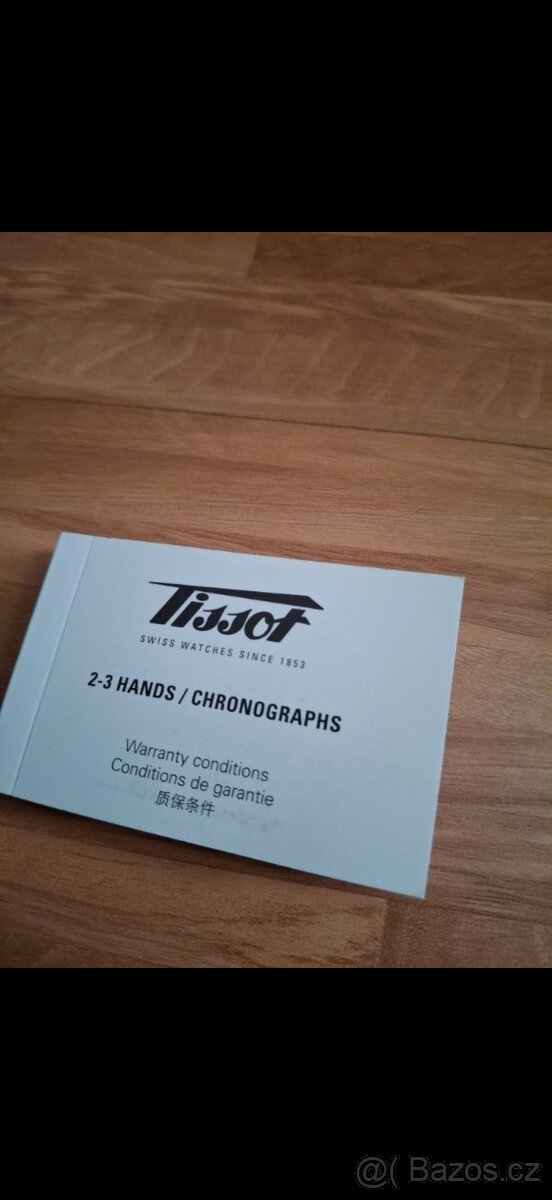 Tissot
SWISS WATCHES SINCE 1853
2-3 HANDS / CHRONOGRAPHS
Warranty conditions
Conditions de garantie
质保条件
@( Bazos.cz